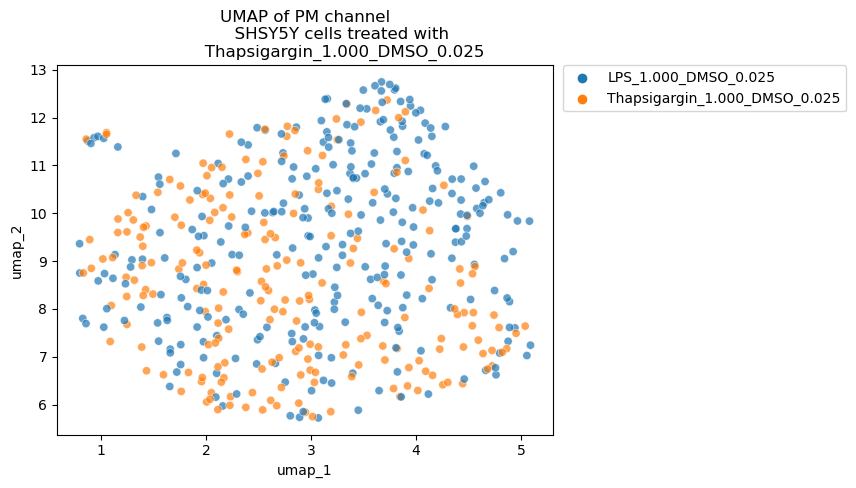 UMAP of PM channel
SHSY5Y cells treated with
Thapsigargin_1.000_DMSO_0.025
LPS_1.000_DMSO_0.025
Thapsigargin_1.000_DMSO_0.025
13
12
11
10
9
8
7
6
umap_2
1 2 3 4 5
umap_1